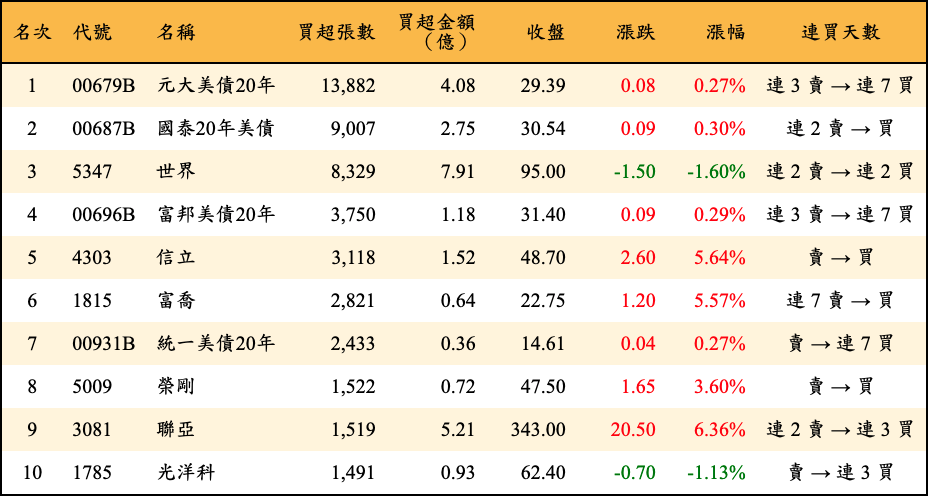 名次 代號 名稱 買超張數 買超金額（億） 收盤 漲跌 漲幅 連買天數
1 00679B 元大美債20年 13,882 4.08 29.39 0.08 0.27% 連 3 賣 → 連 7 買
2 00687B 國泰20年美債 9,007 2.75 30.54 0.09 0.30% 連 2 賣 → 買
3 5347 世界 8,329 7.91 95.00 -1.50 -1.60% 連 2 賣 → 連 2 買
4 00696B 富邦美債20年 3,750 1.18 31.40 0.09 0.29% 連 3 賣 → 連 7 買
5 4303 信立 3,118 1.52 48.70 2.60 5.64% 賣 → 買
6 1815 富喬 2,821 0.64 22.75 1.20 5.57% 連 7 賣 → 買
7 00931B 統一美債20年 2,433 0.36 14.61 0.04 0.27% 賣 → 連 7 買
8 5009 榮剛 1,522 0.72 47.50 1.65 3.60% 賣 → 買
9 3081 聯亞 1,519 5.21 343.00 20.50 6.36% 連 2 賣 → 連 3 買
10 1785 光洋科 1,491 0.93 62.40 -0.70 -1.13% 賣 → 連 3 買